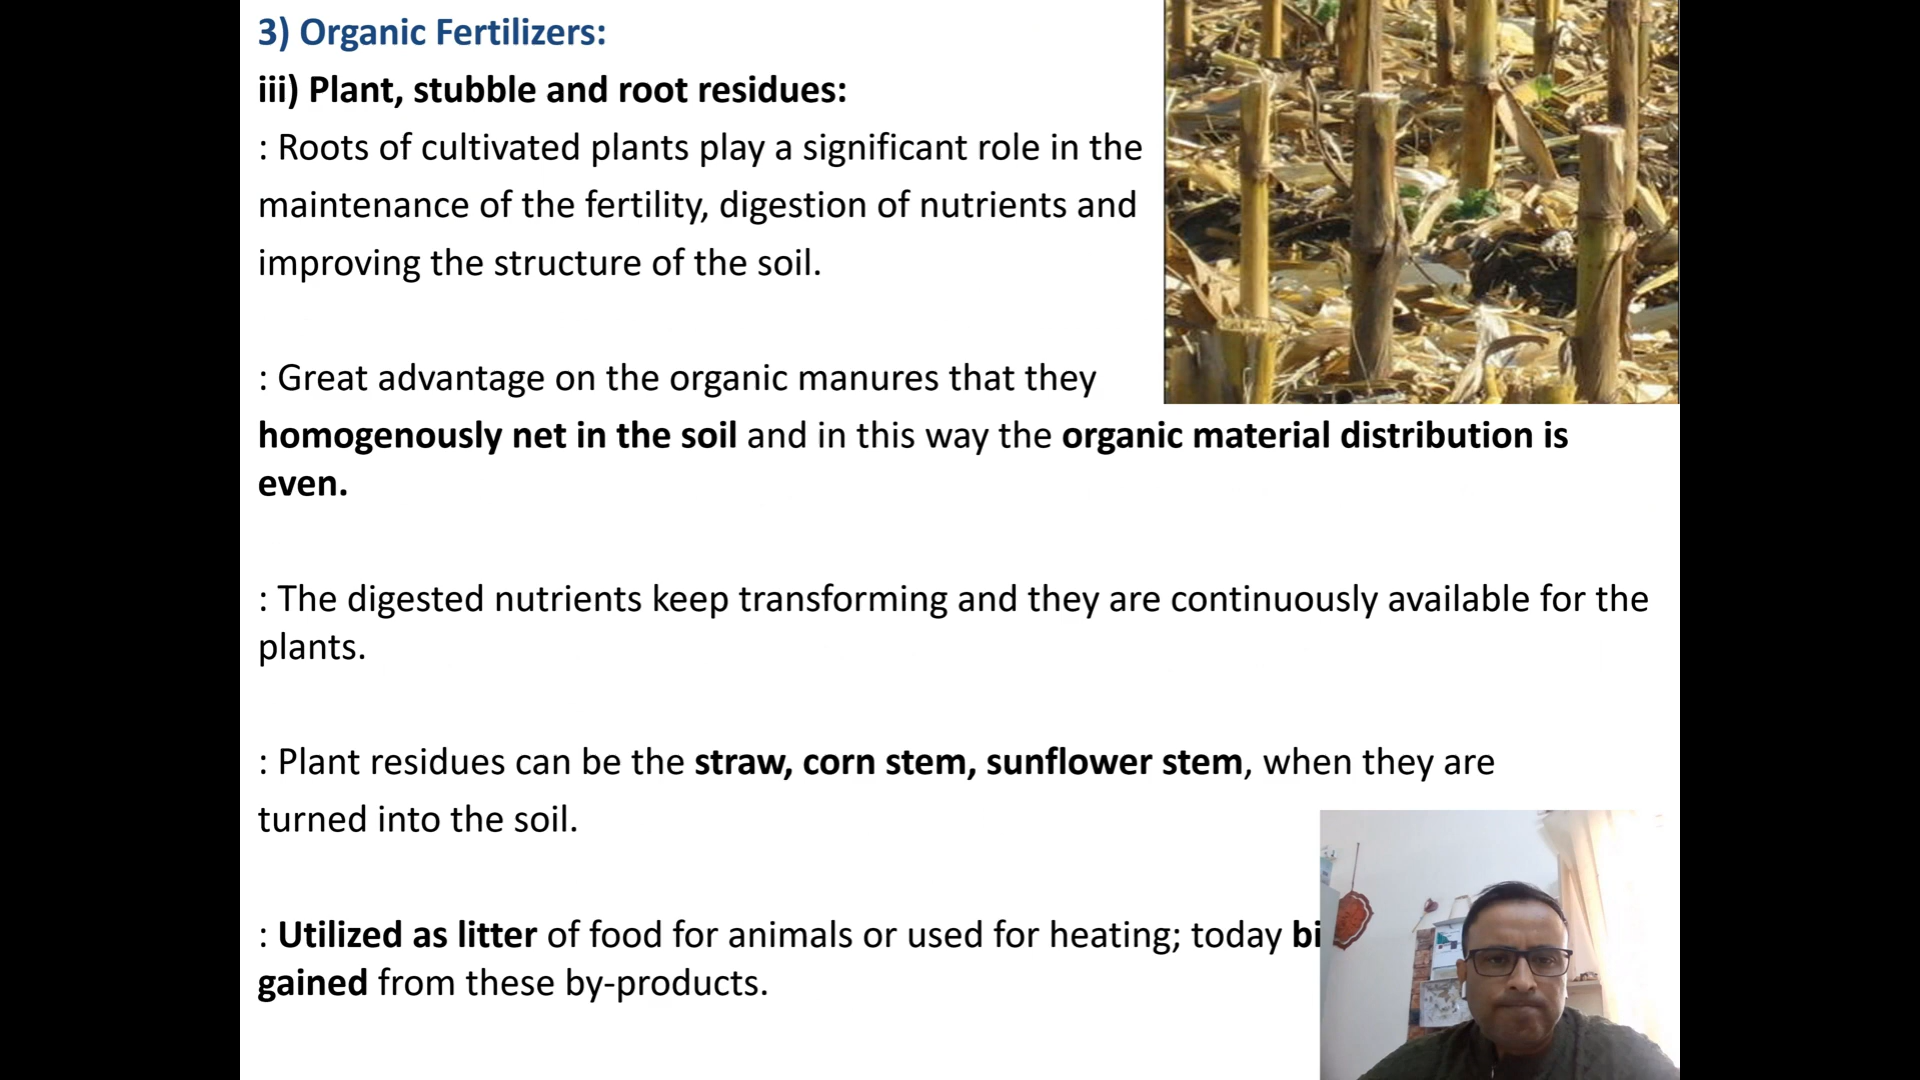 3) Organic Fertilizers:
iii) Plant, stubble and root residues:
: Roots of cultivated plants play a significant role in the
maintenance of the fertility, digestion of nutrients and
improving the structure of the soil.
: Great advantage on the organic manures that they
homogenously net in the soil and in this way the organic material distribution is
even.
: The digested nutrients keep transforming and they are continuously available for the
plants.
: Plant residues can be the straw, corn stem, sunflower stem, when they are
turned into the soil.
: Utilized as litter of food for animals or used for heating; today
gained from these by-products.